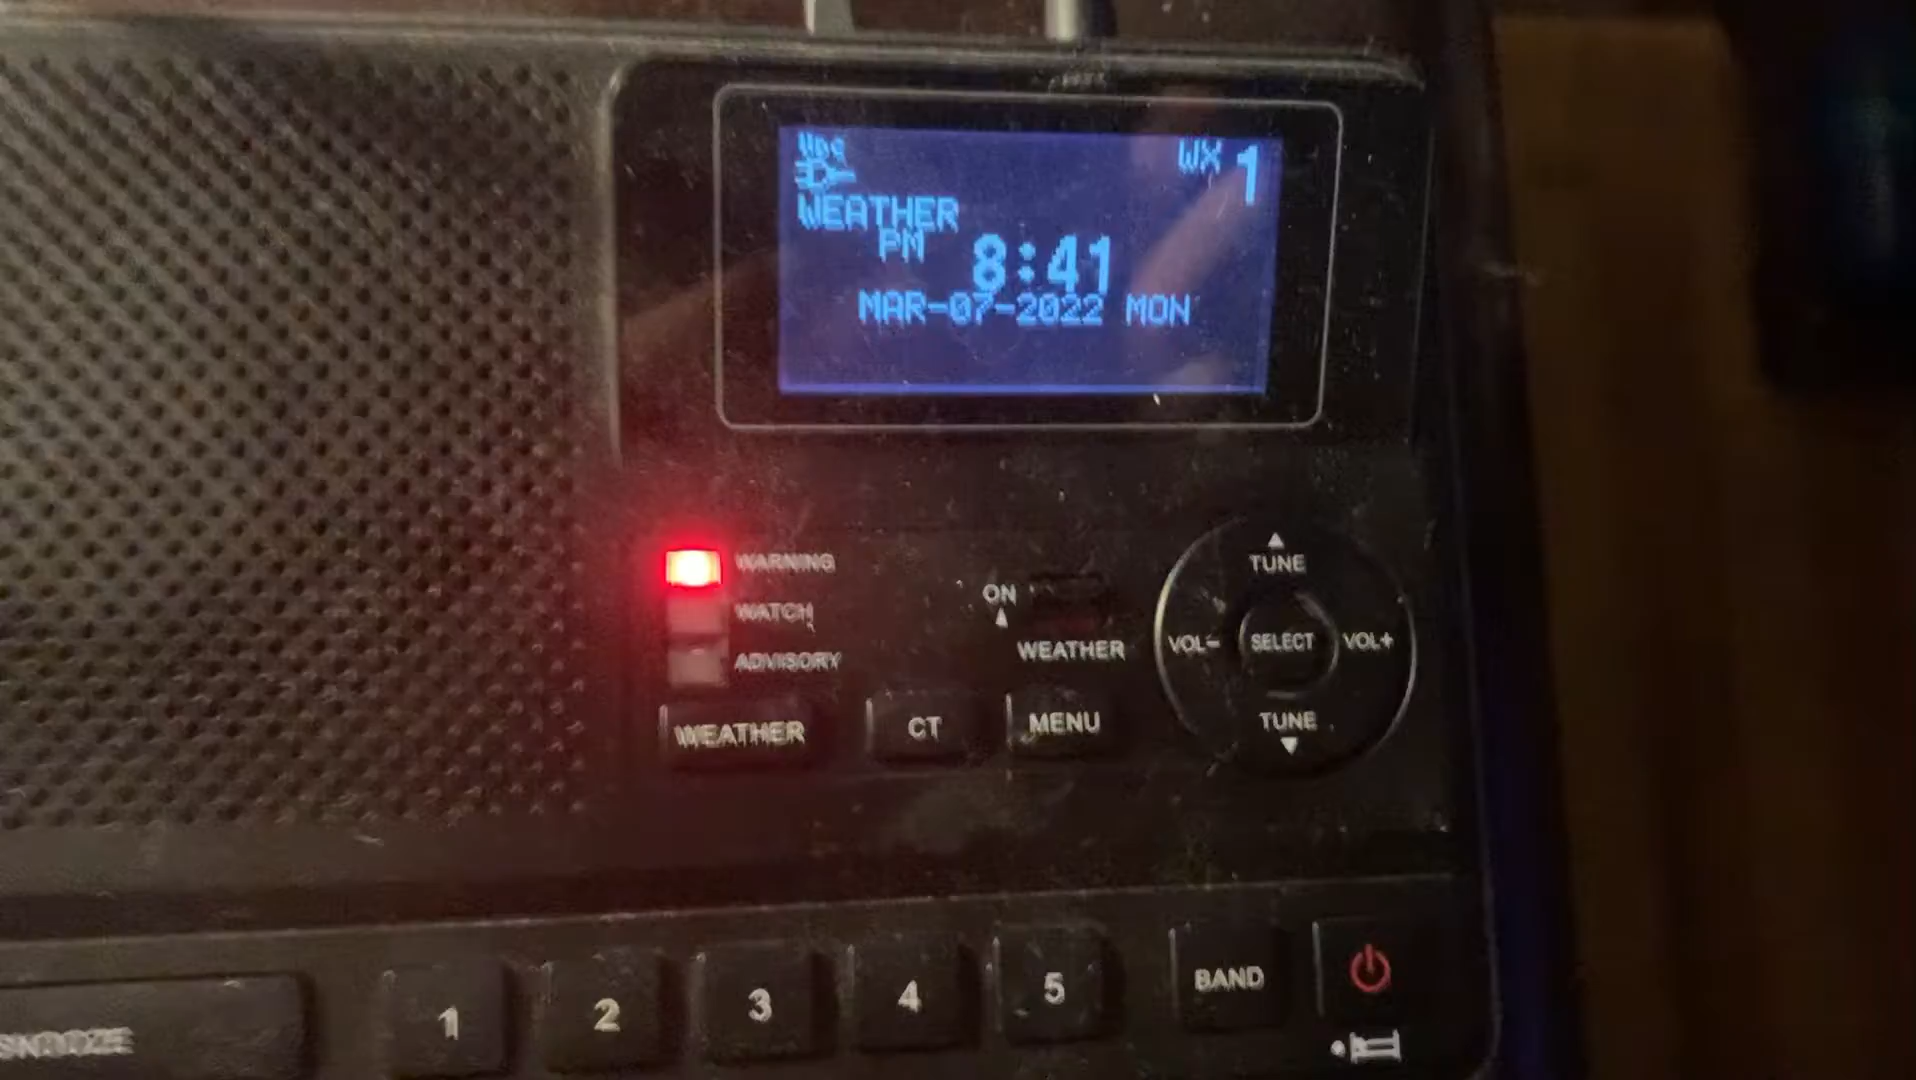 WX 1
WEATHER
PM 8:41
MAR-07-2022 MON
WARNING
WATCH
ADVISORY
ON
WEATHER
TUNE
VOL- SELECT VOL+
TUNE
WEATHER CT MENU
SNOOZE 1 2 3 4 5 BAND